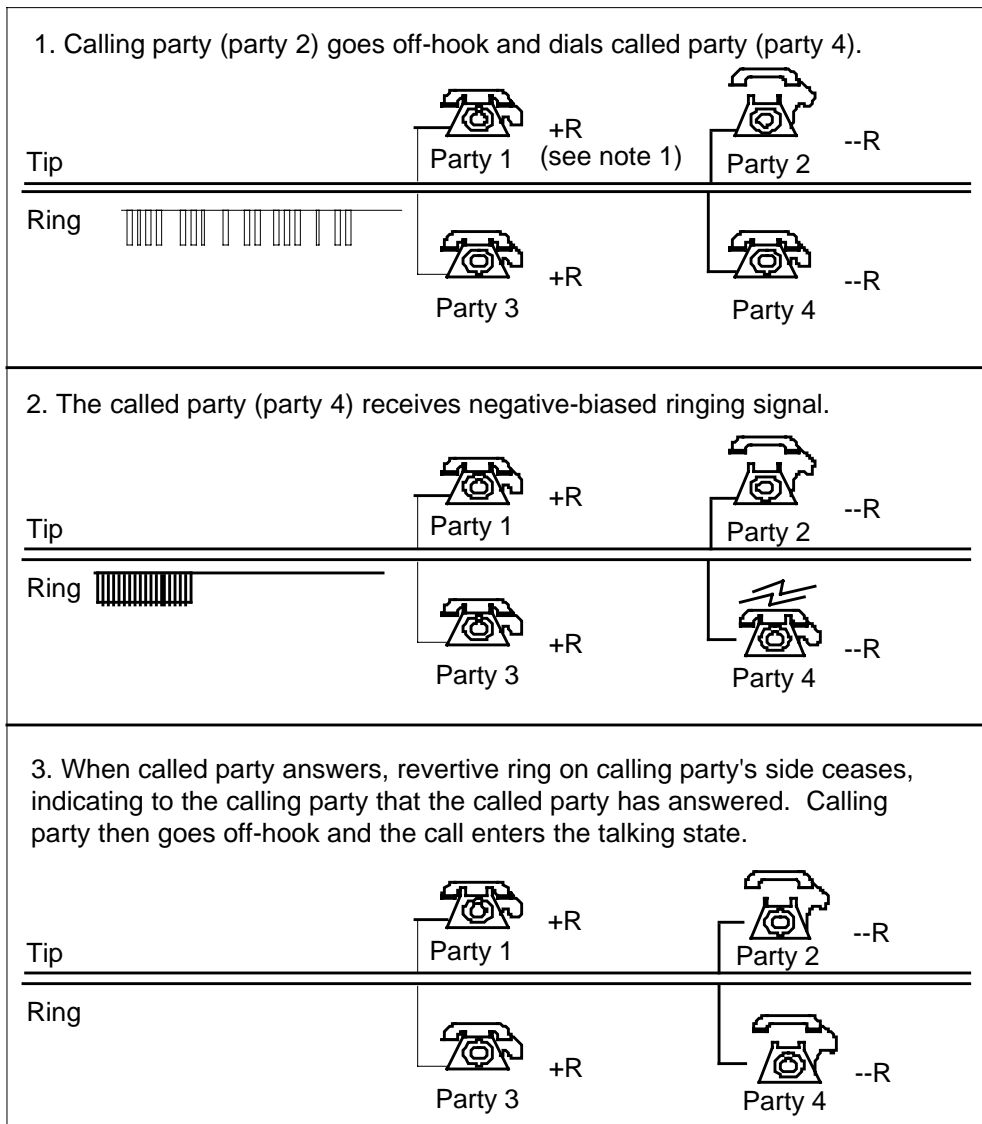 1. Calling party (party 2) goes off-hook and dials called party (party 4).
+R
--R
Tip
Party 1
(see note 1)
Party 2
Ring
+R
--R
Party 3
Party 4
2. The called party (party 4) receives negative-biased ringing signal.
+R
--R
Tip
Party 1
Party 2
Ring
+R
--R
Party 3
Party 4
3. When called party answers, revertive ring on calling party's side ceases,
indicating to the calling party that the called party has answered. Calling
party then goes off-hook and the call enters the talking state.
+R
--R
Tip
Party 1
Party 2
Ring
+R
--R
Party 3
Party 4